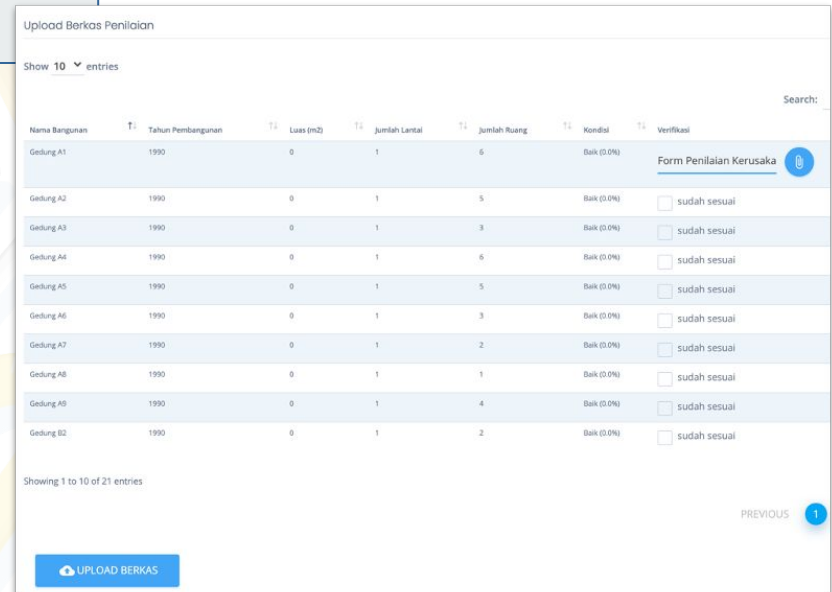 Upload Berkas Penilaian
Show 10 entries
Search:
Nama Bangunan Tahun Pembangunan Luas (m2) Jumlah Lantai Jumlah Ruang Kondisi Verifikasi
Gedung A1 1990 0 1 6 Baik (0.0%) Form Penilaian Kerusaka
Gedung A2 1990 0 1 5 Baik (0.0%) sudah sesuai
Gedung A3 1990 0 1 3 Baik (0.0%) sudah sesuai
Gedung A4 1990 0 1 6 Baik (0.0%) sudah sesuai
Gedung A5 1990 0 1 5 Baik (0.0%) sudah sesuai
Gedung A6 1990 0 1 3 Baik (0.0%) sudah sesuai
Gedung A7 1990 0 1 2 Baik (0.0%) sudah sesuai
Gedung A8 1990 0 1 1 Baik (0.0%) sudah sesuai
Gedung A9 1990 0 1 4 Baik (0.0%) sudah sesuai
Gedung B2 1990 0 1 2 Baik (0.0%) sudah sesuai
Showing 1 to 10 of 21 entries
PREVIOUS 1
UPLOAD BERKAS